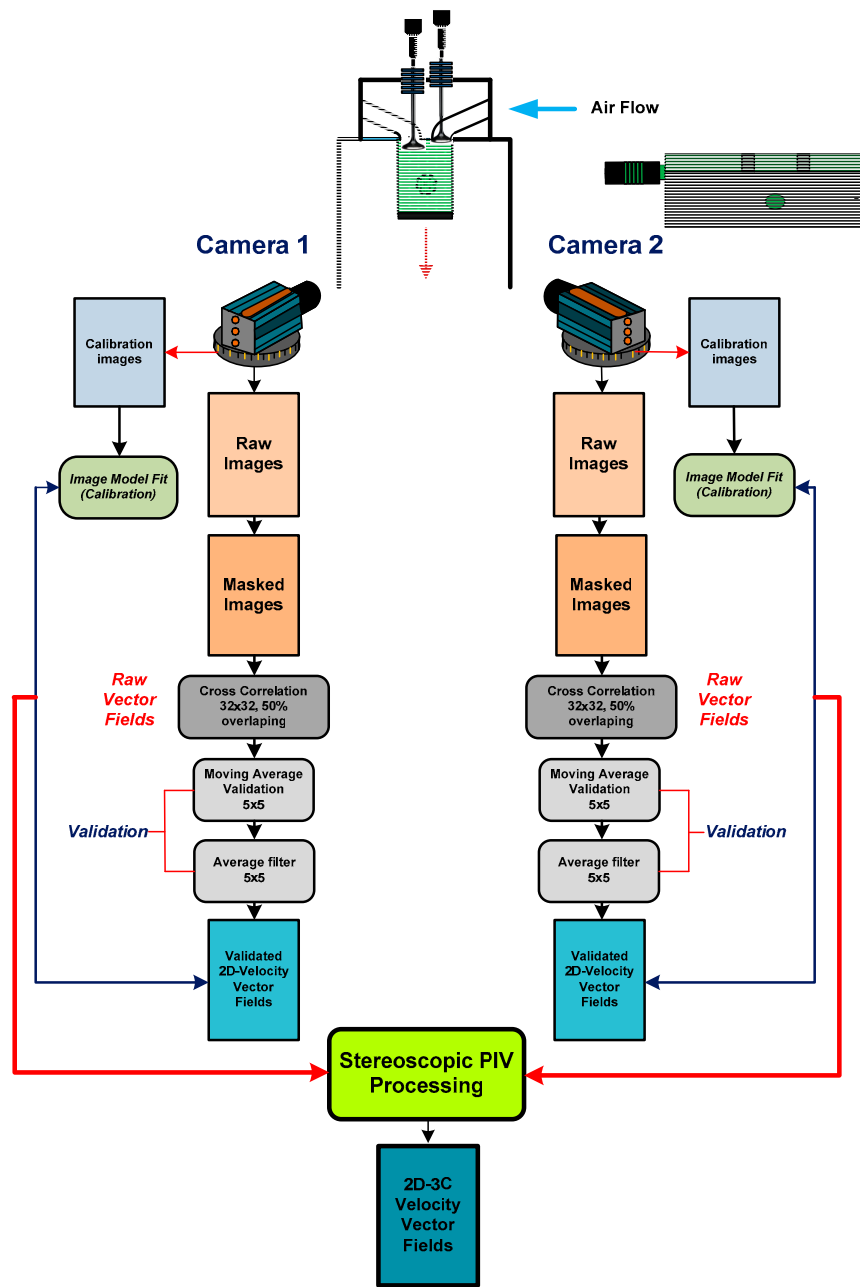 Air Flow
Camera 1
Camera 2
Calibration
images
Calibration
images
Raw
Images
Raw
Images
Image Model Fit
(Calibration)
Image Model Fit
(Calibration)
Masked
Images
Masked
Images
Raw
Vector
Fields
Cross Correlation
32x32, 50%
overlaping
Cross Correlation
32x32, 50%
overlaping
Raw
Vector
Fields
Moving Average
Validation
5x5
Moving Average
Validation
5x5
Validation
Validation
Average filter
5x5
Average filter
5x5
Validated
2D-Velocity
Vector
Fields
Validated
2D-Velocity
Vector
Fields
Stereoscopic PIV
Processing
2D-3C
Velocity
Vector
Fields